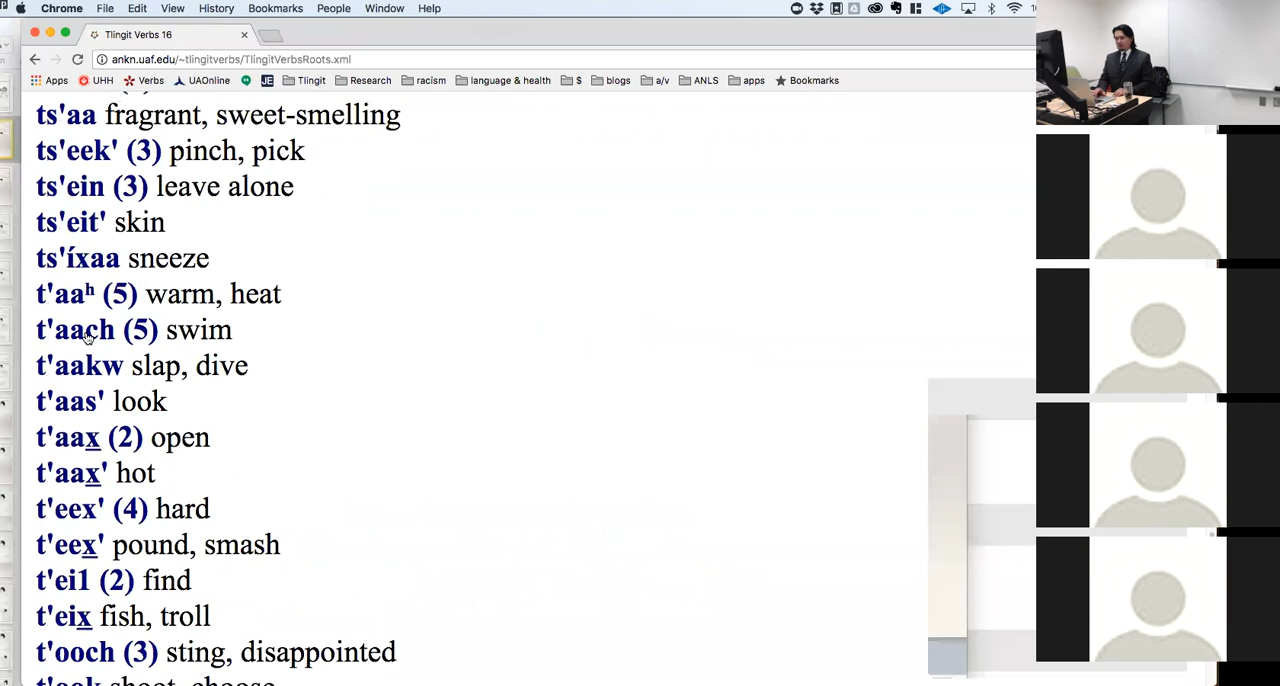 Chrome File Edit View History Bookmarks People Window Help
Tlingit Verbs 16
ankn.uaf.edu/~tlingitverbs/TlingitVerbsRoots.xml
Apps UHH Verbs UAOnline JE Tlingit Research racism language & health $ blogs a/v ANLS apps Bookmarks
ts'aa fragrant, sweet-smelling
ts'eek' (3) pinch, pick
ts'ein (3) leave alone
ts'eit' skin
ts'íxaa sneeze
t'aaʰ (5) warm, heat
t'aach (5) swim
t'aakw slap, dive
t'aas' look
t'aax̲ (2) open
t'aax̲' hot
t'eex' (4) hard
t'eex̲' pound, smash
t'ei1 (2) find
t'eix̲ fish, troll
t'ooch (3) sting, disappointed